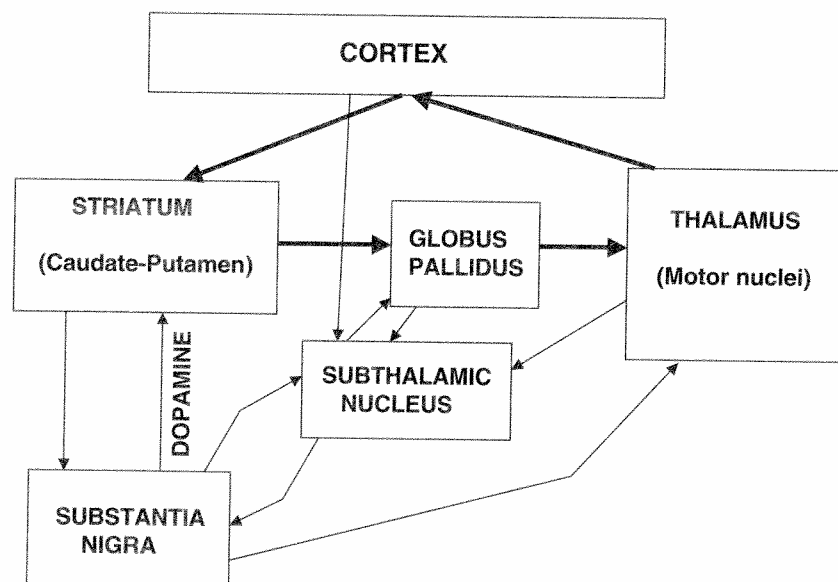 CORTEX
STRIATUM
(Caudate-Putamen)
GLOBUS
PALLIDUS
THALAMUS
(Motor nuclei)
DOPAMINE
SUBTHALAMIC
NUCLEUS
SUBSTANTIA
NIGRA